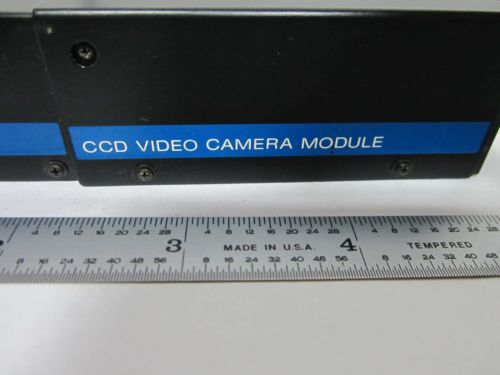 CCD VIDEO CAMERA MODULE
4 8 12 16 20 24 28 4 8 12 16 20 24 28 4 8 12 16 20 24 28
3 MADE IN U.S.A. 4 TEMPERED
8 16 24 32 40 48 56 8 16 24 32 40 48 56 8 16 24 32 40 48